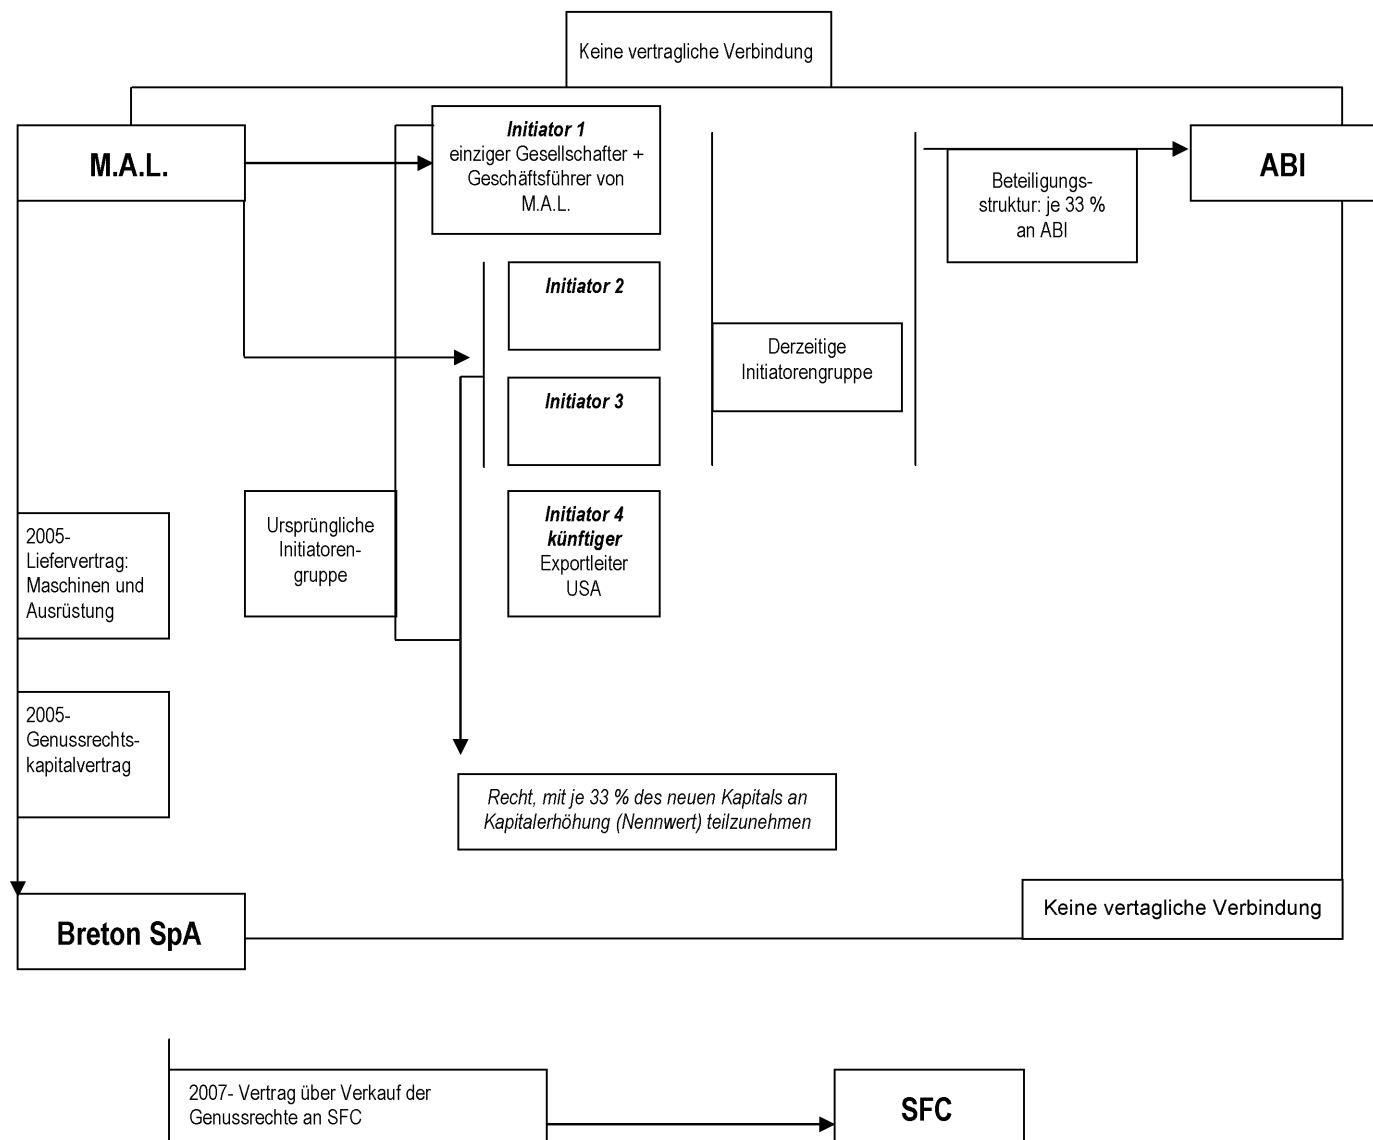 Keine vertragliche Verbindung
M.A.L.
Initiator 1
einziger Gesellschafter +
Geschäftsführer von
M.A.L.
Beteiligungs-
struktur: je 33 %
an ABI
ABI
Initiator 2
Derzeitige
Initiatorengruppe
Initiator 3
2005-
Liefervertrag:
Maschinen und
Ausrüstung
Ursprüngliche
Initiatoren-
gruppe
Initiator 4
künftiger
Exportleiter
USA
2005-
Genussrechts-
kapitalvertrag
Recht, mit je 33 % des neuen Kapitals an
Kapitalerhöhung (Nennwert) teilzunehmen
Breton SpA
Keine vertagliche Verbindung
2007- Vertrag über Verkauf der
Genussrechte an SFC
SFC